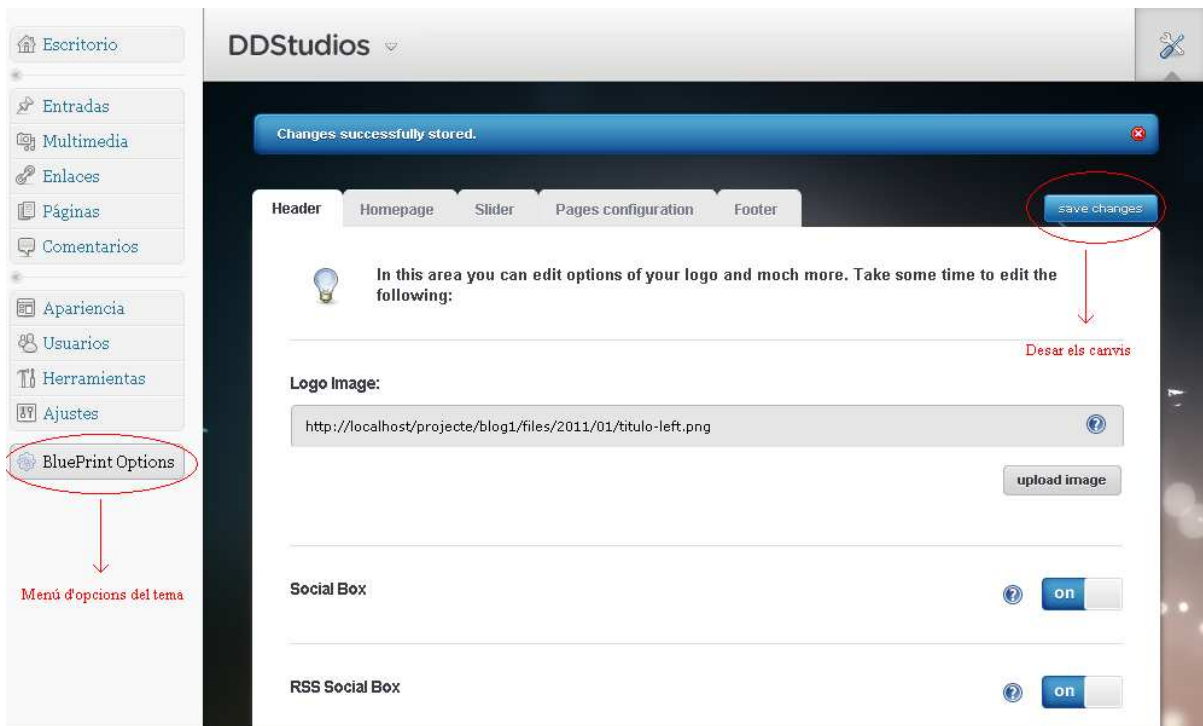 Escritorio
Entradas
Multimedia
Enlaces
Páginas
Comentarios
Apariencia
Usuarios
Herramientas
Ajustes
BluePrint Options
Menú d'opcions del tema
DDStudios
Changes successfully stored.
Header Homepage Slider Pages configuration Footer
save changes
In this area you can edit options of your logo and moch more. Take some time to edit the
following:
Desar els canvis
Logo Image:
http://localhost/projecte/blog1/files/2011/01/titulo-left.png
upload image
Social Box
on
RSS Social Box
on